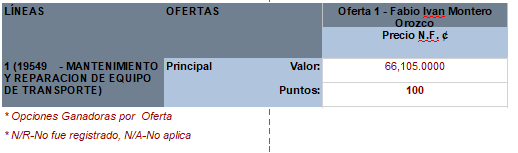 LÍNEAS OFERTAS Oferta 1 - Fabio Ivan Montero
Orozco
Precio N.F. ¢
1 (19549 - MANTENIMIENTO Principal Valor: 66,105.0000
Y REPARACION DE EQUIPO
DE TRANSPORTE) Puntos: 100
* Opciones Ganadoras por Oferta
* N/R-No fue registrado, N/A-No aplica